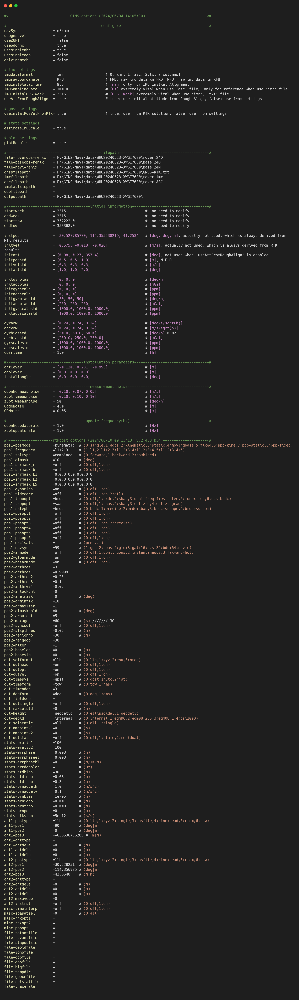 #>----------------------------GINS options (2024/06/04 14:05:10)----------------------------<#
#-------------------------------------------configure----------------------------------------#
navSys = nFrame
usegnssvel = true
useZUPT = false
useodonhc = true
usesinglenhc = true
usesingleodo = false
onlyinsmech = false
# imu settings
imudataformat = imr # 0: imr, 1: asc, 2:txt[7 columns]
imurawcoordinate = RFU # FRD: raw imu data in FRD, RFU: raw imu data in RFU
imuInitStaticTime = 9.5 # [min] only for IMU Initial Alignment
imuSamplingRate = 100.0 # [Hz] extremely vital when use 'asc' file， only for reference when use 'imr' file
imuInitialGPSTWeek = 2315 # [GPST Week] extremely vital when use 'imr', 'txt' file
useAttFromRoughAlign = true # true: use initial attitude from Rough Align, false: use from settings
# gnss settings
useInitalPosVelFromRTK= true # true: use from RTK solution, false: use from settings
# state settings
estimateImuScale = true
# plot settings
plotResults = true
#-------------------------------------------filepath-----------------------------------------#
file-roverobs-renix = F:\GINS-Navi\data\WHU20240523-XWGI7680\rover.24O
file-baseobs-renix = F:\GINS-Navi\data\WHU20240523-XWGI7680\base.24O
file-navi-renix = F:\GINS-Navi\data\WHU20240523-XWGI7680\base.24N
gnssfilepath = F:\GINS-Navi\data\WHU20240523-XWGI7680\GNSS-RTK.txt
imrfilepath = F:\GINS-Navi\data\WHU20240523-XWGI7680\rover.imr
ascfilepath = F:\GINS-Navi\data\WHU20240523-XWGI7680\rover.ASC
imutxtfilepath =
odofilepath =
outputpath = F:\GINS-Navi\data\WHU20240523-XWGI7680\
#--------------------------------------initial information-----------------------------------#
startweek = 2315 # no need to modify
endweek = 2315 # no need to modify
starttow = 352222.0 # no need to modify
endtow = 353368.0 # no need to modify
initpos = [30.527785770, 114.355538219, 41.2534] # [deg, deg, m], actually not used, which is always derived from
RTK results
initvel = [0.575, -0.018, -0.026] # [m/s], actually not used, which is always derived from RTK
results
initatt = [0.08, 0.27, 357.4] # [deg], not used when 'useAttFromRoughAlign' is enabled
initposstd = [0.5, 0.5, 1.0] # [m], N-E-D
initvelstd = [0.5, 0.5, 0.5] # [m/s]
initattstd = [1.0, 1.0, 2.0] # [deg]
initgyrbias = [0, 0, 0] # [deg/h]
initaccbias = [0, 0, 0] # [mGal]
initgyrscale = [0, 0, 0] # [ppm]
initaccscale = [0, 0, 0] # [ppm]
initgyrbiasstd = [50, 50, 50] # [deg/h]
initaccbiasstd = [250, 250, 250] # [mGal]
initgyrscalestd = [1000.0, 1000.0, 1000.0] # [ppm]
initaccscalestd = [1000.0, 1000.0, 1000.0] # [ppm]
gyrarw = [0.24, 0.24, 0.24] # [deg/s/sqrt(h)]
accvrw = [0.24, 0.24, 0.24] # [m/s/sqrt(h)]
gyrbiasstd = [50.0, 50.0, 50.0] # [deg/h] 0.02
accbiasstd = [250.0, 250.0, 250.0] # [mGal]
gyrscalestd = [1000.0, 1000.0, 1000.0] # [ppm]
accscalestd = [1000.0, 1000.0, 1000.0] # [ppm]
corrtime = 1.0 # [h]
#-----------------------------------installation parameters----------------------------------#
antlever = [-0.120, 0.231, -0.995] # [m]
odolever = [0.0, 0.0, 0.0] # [m]
installangle = [0.0, 0.0, 0.0] # [deg]
#--------------------------------------measurement noise-------------------------------------#
odonhc_measnoise = [0.10, 0.07, 0.05] # [m/s]
zupt_vmeasnoise = [0.10, 0.10, 0.10] # [m/s]
zupt_wmeasnoise = 50 # [deg/h]
CodeNoise = 4.0 # [m]
CPNoise = 0.05 # [m]
#------------------------------------update frequency(Hz)------------------------------------#
odonhcupdaterate = 1.0 # [Hz]
zuptupdaterate = 1.0 # [Hz]
#>--------------------rtkpost options (2024/06/10 09:13:13, v.2.4.3 b34)--------------------<#
pos1-posmode =kinematic # (0:single,1:dgps,2:kinematic,3:static,4:movingbase,5:fixed,6:ppp-kine,7:ppp-static,8:ppp-fixed)
pos1-frequency =l1+2+3 # (1:l1,2:l1+2,3:l1+2+3,4:l1+2+3+4,5:l1+2+3+4+5)
pos1-soltype =combined # (0:forward,1:backward,2:combined)
pos1-elmask =10 # (deg)
pos1-snrmask_r =off # (0:off,1:on)
pos1-snrmask_b =off # (0:off,1:on)
pos1-snrmask_L1 =0,0,0,0,0,0,0,0,0
pos1-snrmask_L2 =0,0,0,0,0,0,0,0,0
pos1-snrmask_L5 =0,0,0,0,0,0,0,0,0
pos1-dynamics =on # (0:off,1:on)
pos1-tidecorr =off # (0:off,1:on,2:otl)
pos1-ionoopt =brdc # (0:off,1:brdc,2:sbas,3:dual-freq,4:est-stec,5:ionex-tec,6:qzs-brdc)
pos1-tropopt =saas # (0:off,1:saas,2:sbas,3:est-ztd,4:est-ztdgrad)
pos1-sateph =brdc # (0:brdc,1:precise,2:brdc+sbas,3:brdc+ssrapc,4:brdc+ssrcom)
pos1-posopt1 =off # (0:off,1:on)
pos1-posopt2 =off # (0:off,1:on)
pos1-posopt3 =off # (0:off,1:on,2:precise)
pos1-posopt4 =off # (0:off,1:on)
pos1-posopt5 =off # (0:off,1:on)
pos1-posopt6 =off # (0:off,1:on)
pos1-exclsats = # (prn ...)
pos1-navsys =59 # (1:gps+2:sbas+4:glo+8:gal+16:qzs+32:bds+64:navic)
pos2-armode =off # (0:off,1:continuous,2:instantaneous,3:fix-and-hold)
pos2-gloarmode =on # (0:off,1:on)
pos2-bdsarmode =on # (0:off,1:on)
pos2-arthres =3
pos2-arthres1 =0.9999
pos2-arthres2 =0.25
pos2-arthres3 =0.1
pos2-arthres4 =0.05
pos2-arlockcnt =0
pos2-arelmask =0 # (deg)
pos2-arminfix =10
pos2-armaxiter =1
pos2-elmaskhold =0 # (deg)
pos2-aroutcnt =5
pos2-maxage =60 # (s) /////// 30
pos2-syncsol =off # (0:off,1:on)
pos2-slipthres =0.05 # (m)
pos2-rejionno =30 # (m)
pos2-rejgdop =30
pos2-niter =1
pos2-baselen =0 # (m)
pos2-basesig =0 # (m)
out-solformat =llh # (0:llh,1:xyz,2:enu,3:nmea)
out-outhead =on # (0:off,1:on)
out-outopt =on # (0:off,1:on)
out-outvel =on # (0:off,1:on)
out-timesys =gpst # (0:gpst,1:utc,2:jst)
out-timeform =tow # (0:tow,1:hms)
out-timendec =3
out-degform =deg # (0:deg,1:dms)
out-fieldsep =
out-outsingle =off # (0:off,1:on)
out-maxsolstd =0 # (m)
out-height =geodetic # (0:ellipsoidal,1:geodetic)
out-geoid =internal # (0:internal,1:egm96,2:egm08_2.5,3:egm08_1,4:gsi2000)
out-solstatic =all # (0:all,1:single)
out-nmeaintv1 =0 # (s)
out-nmeaintv2 =0 # (s)
out-outstat =off # (0:off,1:state,2:residual)
stats-eratio1 =100
stats-eratio2 =100
stats-errphase =0.003 # (m)
stats-errphaseel =0.003 # (m)
stats-errphasebl =0 # (m/10km)
stats-errdoppler =1 # (Hz)
stats-stdbias =30 # (m)
stats-stdiono =0.03 # (m)
stats-stdtrop =0.3 # (m)
stats-prnaccelh =1.0 # (m/s^2)
stats-prnaccelv =0.1 # (m/s^2)
stats-prnbias =1e-05 # (m)
stats-prniono =0.001 # (m)
stats-prntrop =0.0001 # (m)
stats-prnpos =0 # (m)
stats-clkstab =5e-12 # (s/s)
ant1-postype =llh # (0:llh,1:xyz,2:single,3:posfile,4:rinexhead,5:rtcm,6:raw)
ant1-pos1 =90 # (deg|m)
ant1-pos2 =0 # (deg|m)
ant1-pos3 =-6335367.6285 # (m|m)
ant1-anttype =
ant1-antdele =0 # (m)
ant1-antdeln =0 # (m)
ant1-antdelu =0 # (m)
ant2-postype =llh # (0:llh,1:xyz,2:single,3:posfile,4:rinexhead,5:rtcm,6:raw)
ant2-pos1 =30.528231 # (deg|m)
ant2-pos2 =114.356985 # (deg|m)
ant2-pos3 =42.6548 # (m|m)
ant2-anttype =
ant2-antdele =0 # (m)
ant2-antdeln =0 # (m)
ant2-antdelu =0 # (m)
ant2-maxaveep =0
ant2-initrst =off # (0:off,1:on)
misc-timeinterp =off # (0:off,1:on)
misc-sbasatsel =0 # (0:all)
misc-rnxopt1 =
misc-rnxopt2 =
misc-pppopt =
file-satantfile =
file-rcvantfile =
file-staposfile =
file-geoidfile =
file-ionofile =
file-dcbfile =
file-eopfile =
file-blqfile =
file-tempdir =
file-geexefile =
file-solstatfile =
file-tracefile =